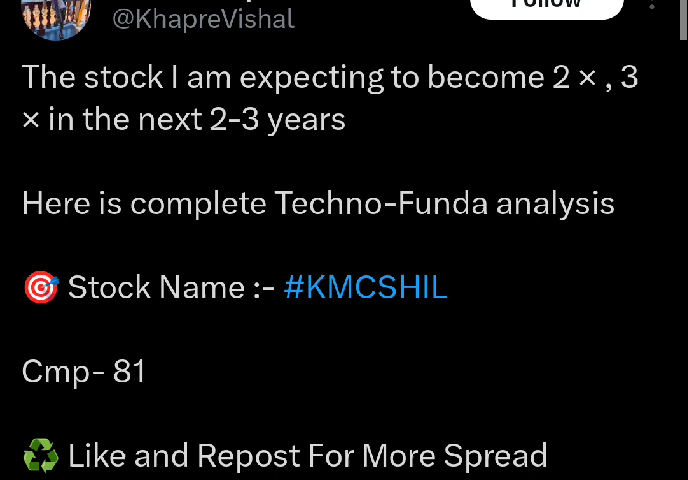 @KhapreVishal
Follow
The stock I am expecting to become 2 × , 3
× in the next 2-3 years
Here is complete Techno-Funda analysis
🎯 Stock Name :- #KMCSHIL
Cmp- 81
♻️ Like and Repost For More Spread